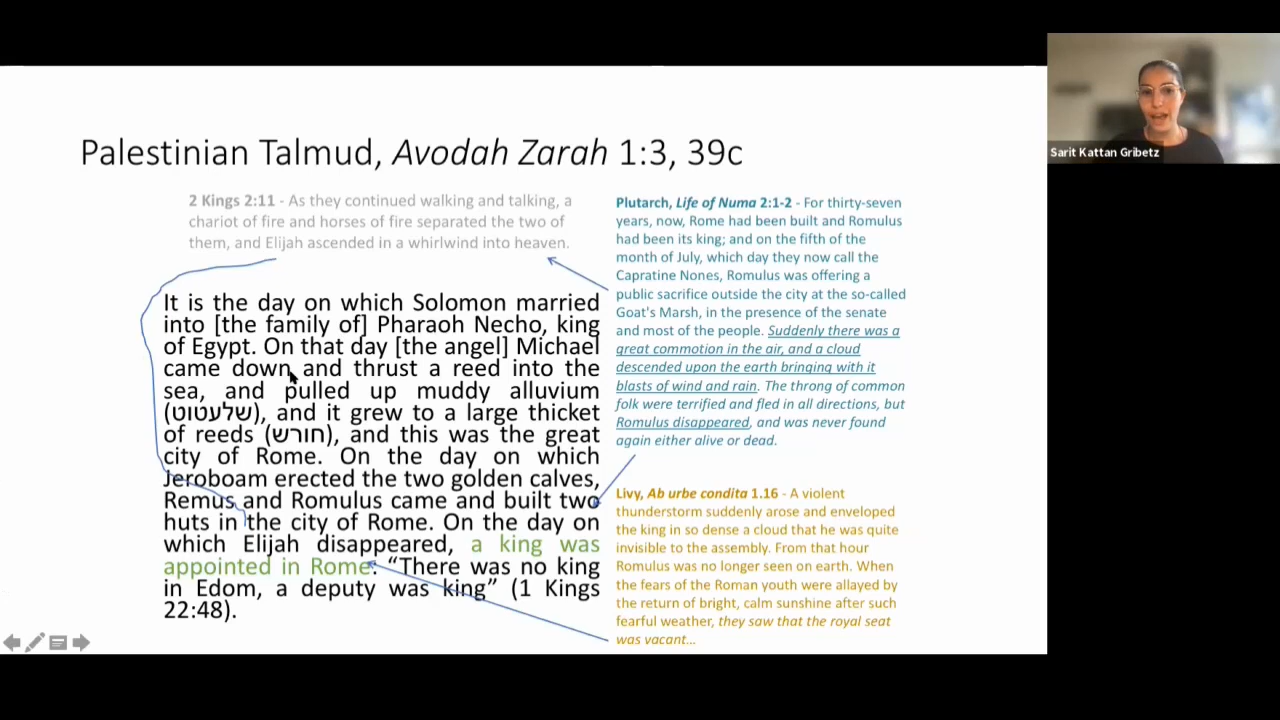 Palestinian Talmud, Avodah Zarah 1:3, 39c
2 Kings 2:11 - As they continued walking and talking, a
chariot of fire and horses of fire separated the two of
them, and Elijah ascended in a whirlwind into heaven.
It is the day on which Solomon married
into [the family of] Pharaoh Necho, king
of Egypt. On that day [the angel] Michael
came down and thrust a reed into the
sea, and pulled up muddy alluvium
(שלעטוט), and it grew to a large thicket
of reeds (חורש), and this was the great
city of Rome. On the day on which
Jeroboam erected the two golden calves,
Remus and Romulus came and built two
huts in the city of Rome. On the day on
which Elijah disappeared, a king was
appointed in Rome: “There was no king
in Edom, a deputy was king” (1 Kings
22:48).
Plutarch, Life of Numa 2:1-2 - For thirty-seven
years, now, Rome had been built and Romulus
had been its king; and on the fifth of the
month of July, which day they now call the
Capratine Nones, Romulus was offering a
public sacrifice outside the city at the so-called
Goat's Marsh, in the presence of the senate
and most of the people. Suddenly there was a
great commotion in the air, and a cloud
descended upon the earth bringing with it
blasts of wind and rain. The throng of common
folk were terrified and fled in all directions, but
Romulus disappeared, and was never found
again either alive or dead.
Livy, Ab urbe condita 1.16 - A violent
thunderstorm suddenly arose and enveloped
the king in so dense a cloud that he was quite
invisible to the assembly. From that hour
Romulus was no longer seen on earth. When
the fears of the Roman youth were allayed by
the return of bright, calm sunshine after such
fearful weather, they saw that the royal seat
was vacant…
Sarit Kattan Gribetz